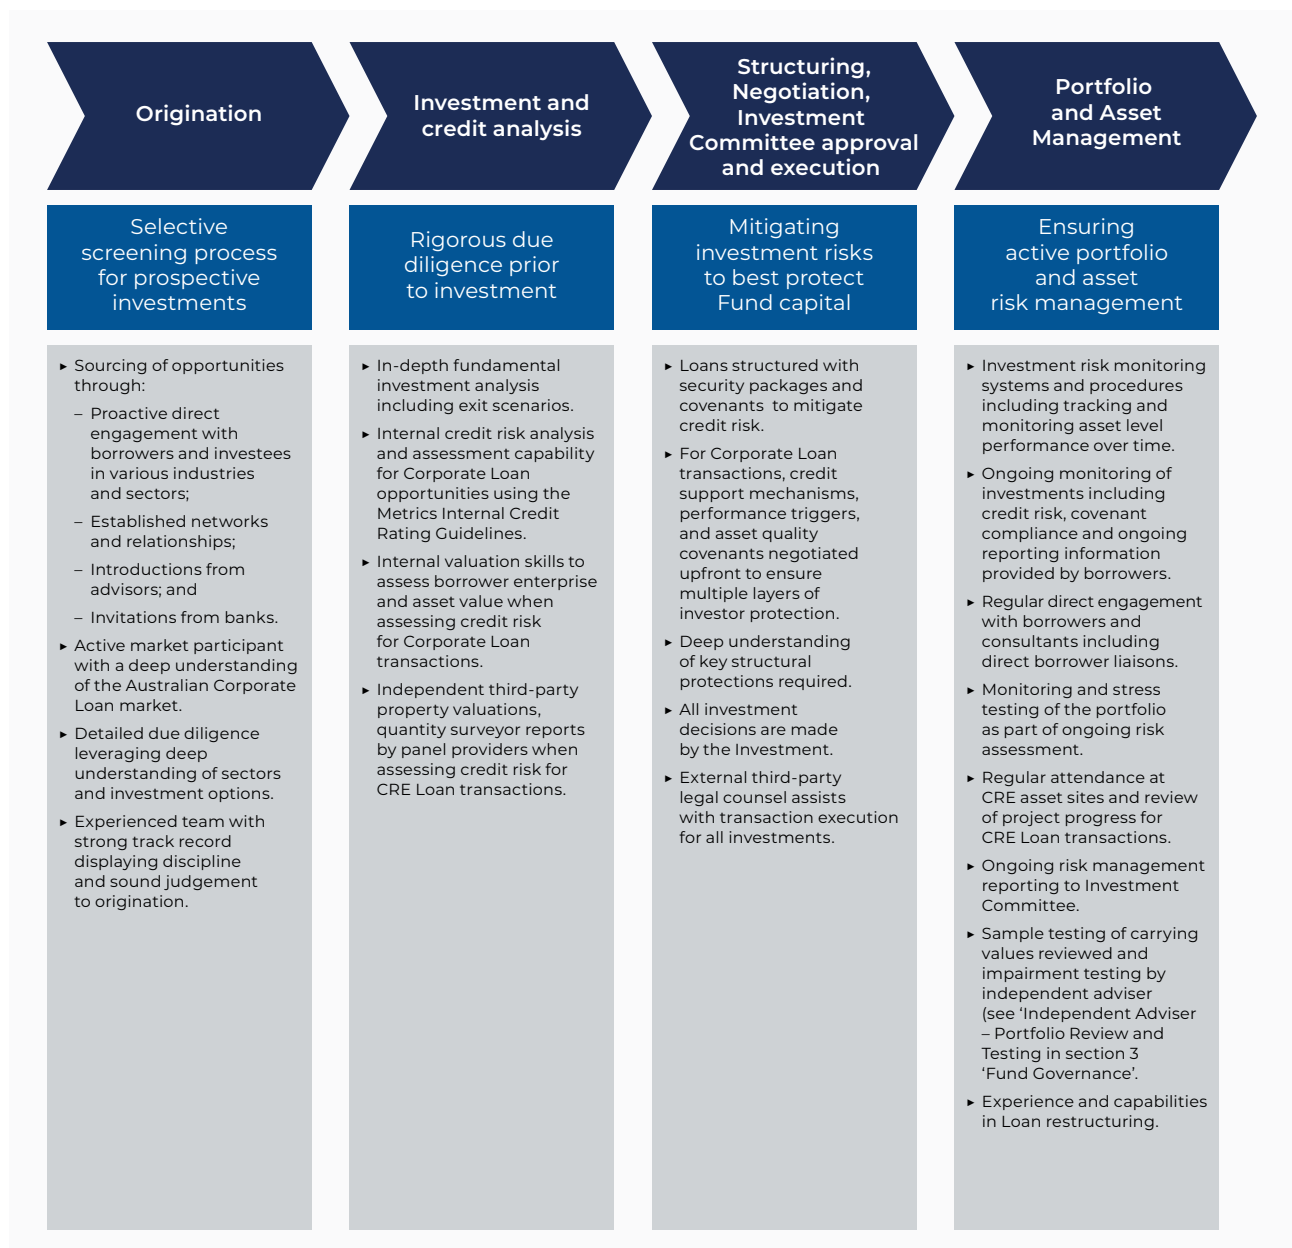 Origination
Investment and
credit analysis
Structuring,
Negotiation,
Investment
Committee approval
and execution
Portfolio
and Asset
Management
Selective
screening process
for prospective
investments
Rigorous due
diligence prior
to investment
Mitigating
investment risks
to best protect
Fund capital
Ensuring
active portfolio
and asset
risk management
▸ Sourcing of opportunities
through:
– Proactive direct
engagement with
borrowers and investees
in various industries
and sectors;
– Established networks
and relationships;
– Introductions from
advisors; and
– Invitations from banks.
▸ Active market participant
with a deep understanding
of the Australian Corporate
Loan market.
▸ Detailed due diligence
leveraging deep
understanding of sectors
and investment options.
▸ Experienced team with
strong track record
displaying discipline
and sound judgement
to origination.
▸ In-depth fundamental
investment analysis
including exit scenarios.
▸ Internal credit risk analysis
and assessment capability
for Corporate Loan
opportunities using the
Metrics Internal Credit
Rating Guidelines.
▸ Internal valuation skills to
assess borrower enterprise
and asset value when
assessing credit risk
for Corporate Loan
transactions.
▸ Independent third-party
property valuations,
quantity surveyor reports
by panel providers when
assessing credit risk for
CRE Loan transactions.
▸ Loans structured with
security packages and
covenants  to mitigate
credit risk.
▸ For Corporate Loan
transactions, credit
support mechanisms,
performance triggers,
and asset quality
covenants negotiated
upfront to ensure
multiple layers of
investor protection.
▸ Deep understanding
of key structural
protections required.
▸ All investment
decisions are made
by the Investment.
▸ External third-party
legal counsel assists
with transaction execution
for all investments.
▸ Investment risk monitoring
systems and procedures
including tracking and
monitoring asset level
performance over time.
▸ Ongoing monitoring of
investments including
credit risk, covenant
compliance and ongoing
reporting information
provided by borrowers.
▸ Regular direct engagement
with borrowers and
consultants including
direct borrower liaisons.
▸ Monitoring and stress
testing of the portfolio
as part of ongoing risk
assessment.
▸ Regular attendance at
CRE asset sites and review
of project progress for
CRE Loan transactions.
▸ Ongoing risk management
reporting to Investment
Committee.
▸ Sample testing of carrying
values reviewed and
impairment testing by
independent adviser
(see ‘Independent Adviser
– Portfolio Review and
Testing in section 3
‘Fund Governance’.
▸ Experience and capabilities
in Loan restructuring.